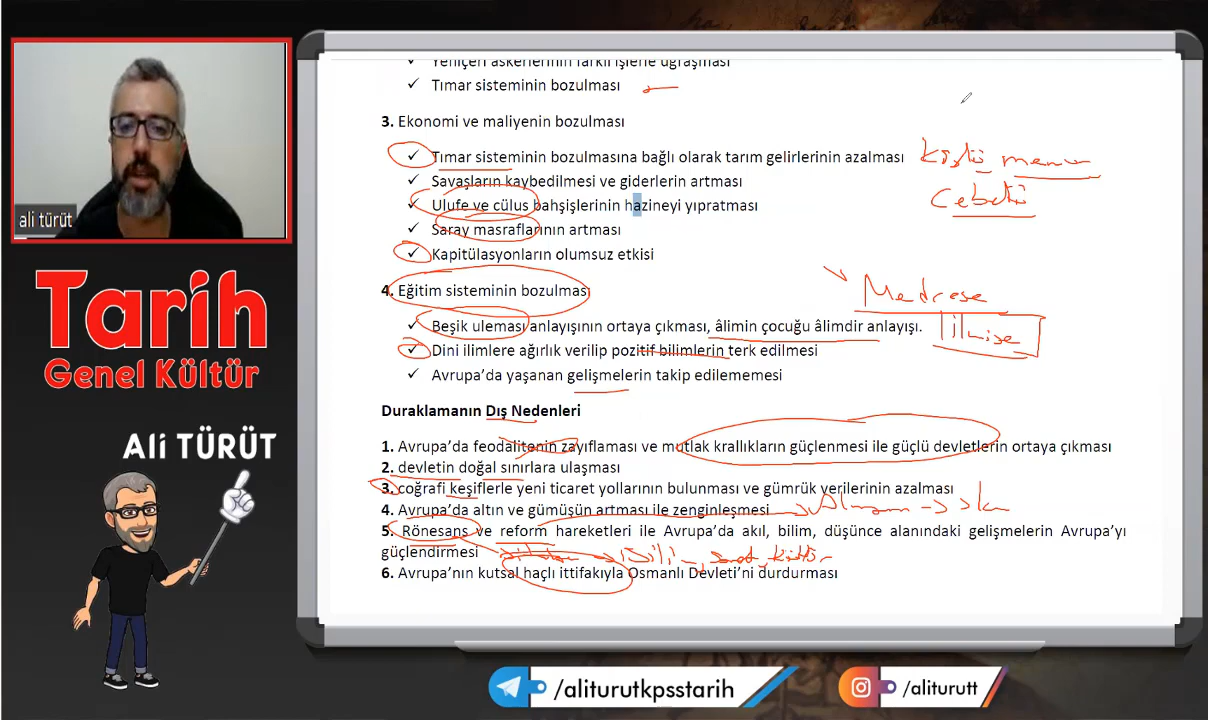 ✓ Yeniçeri askerlerinin farklı işlerle uğraşması
✓ Tımar sisteminin bozulması
3. Ekonomi ve maliyenin bozulması
✓ Tımar sisteminin bozulmasına bağlı olarak tarım gelirlerinin azalması
✓ Savaşların kaybedilmesi ve giderlerin artması
✓ Ulufe ve cülus bahşişlerinin hazineyi yıpratması
✓ Saray masraflarının artması
✓ Kapitülasyonların olumsuz etkisi
Cebelü
4. Eğitim sisteminin bozulması
Medrese
✓ Beşik uleması anlayışının ortaya çıkması, âlimin çocuğu âlimdir anlayışı.
İlmiye
✓ Dini ilimlere ağırlık verilip pozitif bilimlerin terk edilmesi
✓ Avrupa’da yaşanan gelişmelerin takip edilememesi
Duraklamanın Dış Nedenleri
1. Avrupa’da feodalitenin zayıflaması ve mutlak krallıkların güçlenmesi ile güçlü devletlerin ortaya çıkması
2. devletin doğal sınırlara ulaşması
3. coğrafi keşiflerle yeni ticaret yollarının bulunması ve gümrük verilerinin azalması
4. Avrupa’da altın ve gümüşün artması ile zenginleşmesi
5. Rönesans ve reform hareketleri ile Avrupa’da akıl, bilim, düşünce alanındaki gelişmelerin Avrupa’yı
güçlendirmesi
6. Avrupa’nın kutsal haçlı ittifakıyla Osmanlı Devleti’ni durdurması
ali türüt
Tarih
Genel Kültür
Ali TÜRÜT
/aliturutkpsstarih
/aliturutt